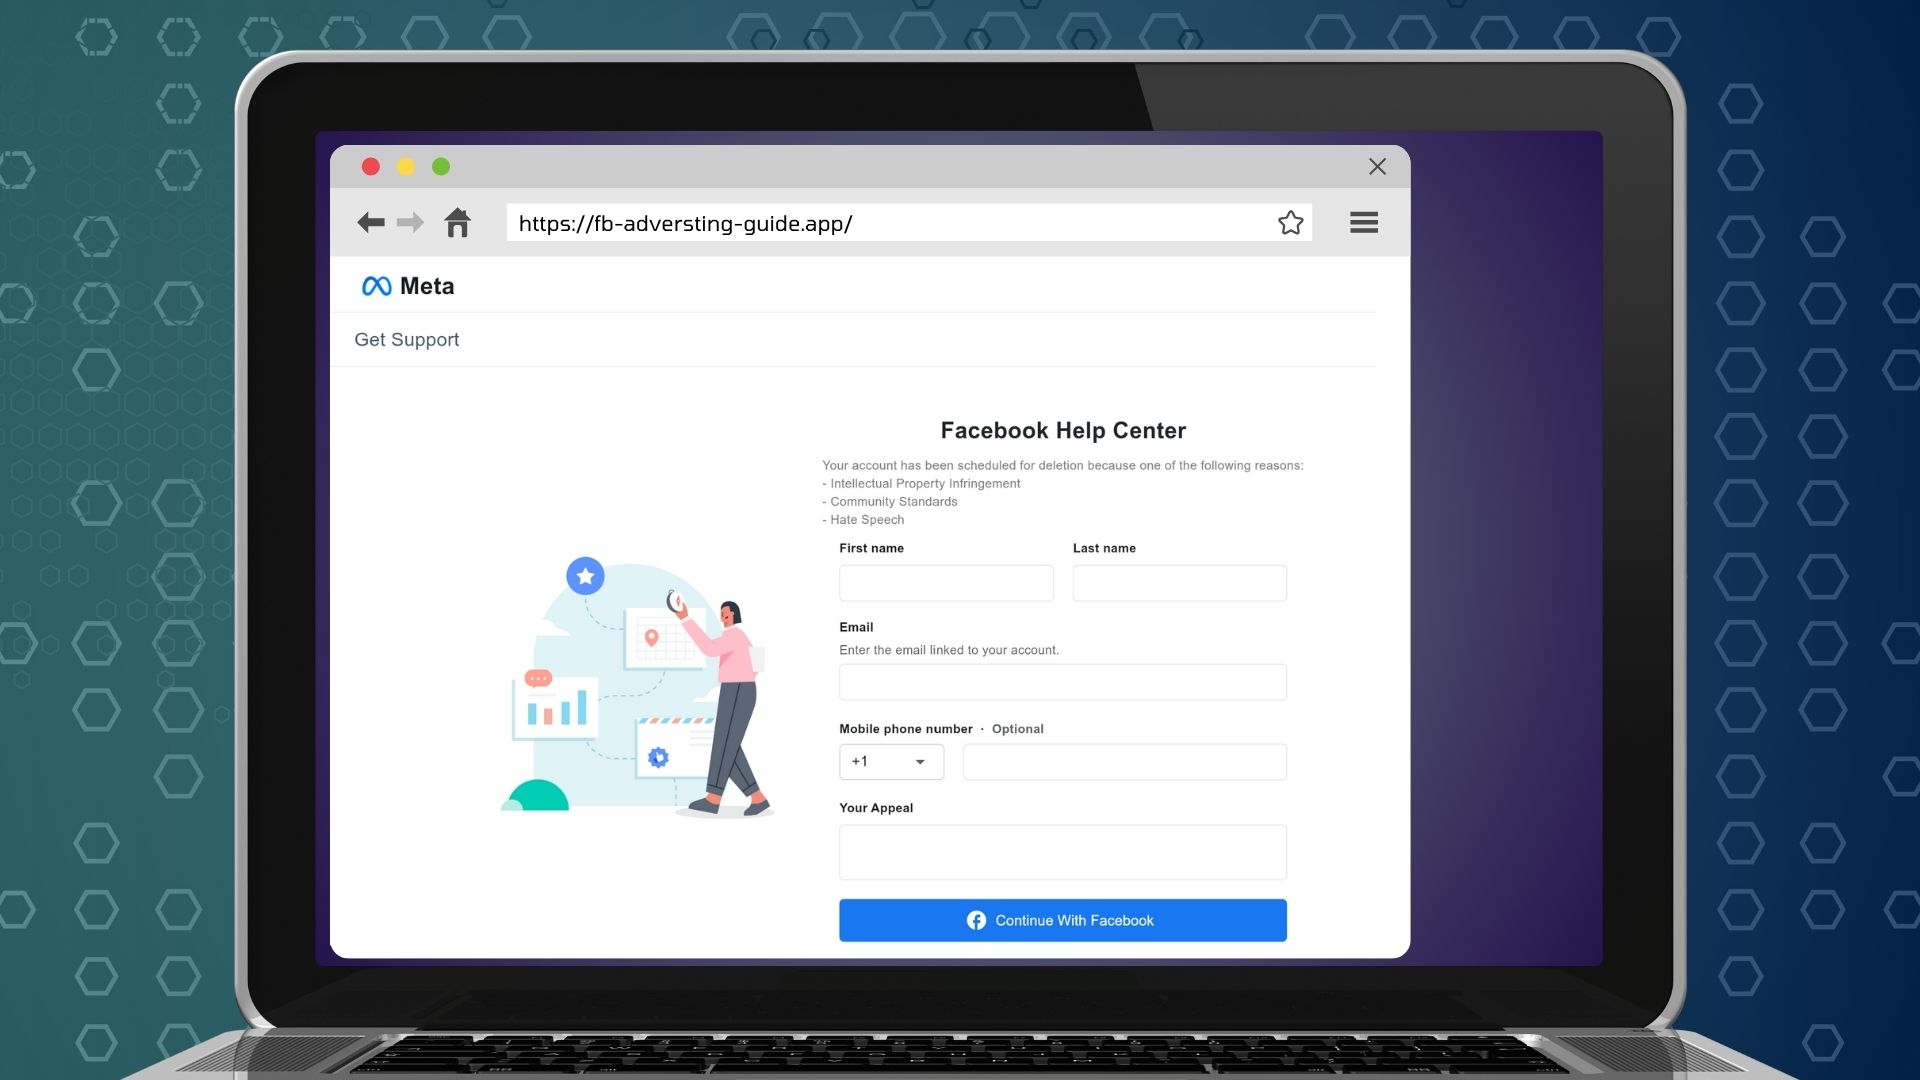 https://fb-adversting-guide.app/
Meta
Get Support
Facebook Help Center
Your account has been scheduled for deletion because one of the following reasons:
- Intellectual Property Infringement
- Community Standards
- Hate Speech
First name Last name
Email
Enter the email linked to your account.
Mobile phone number · Optional
+1
Your Appeal
Continue With Facebook